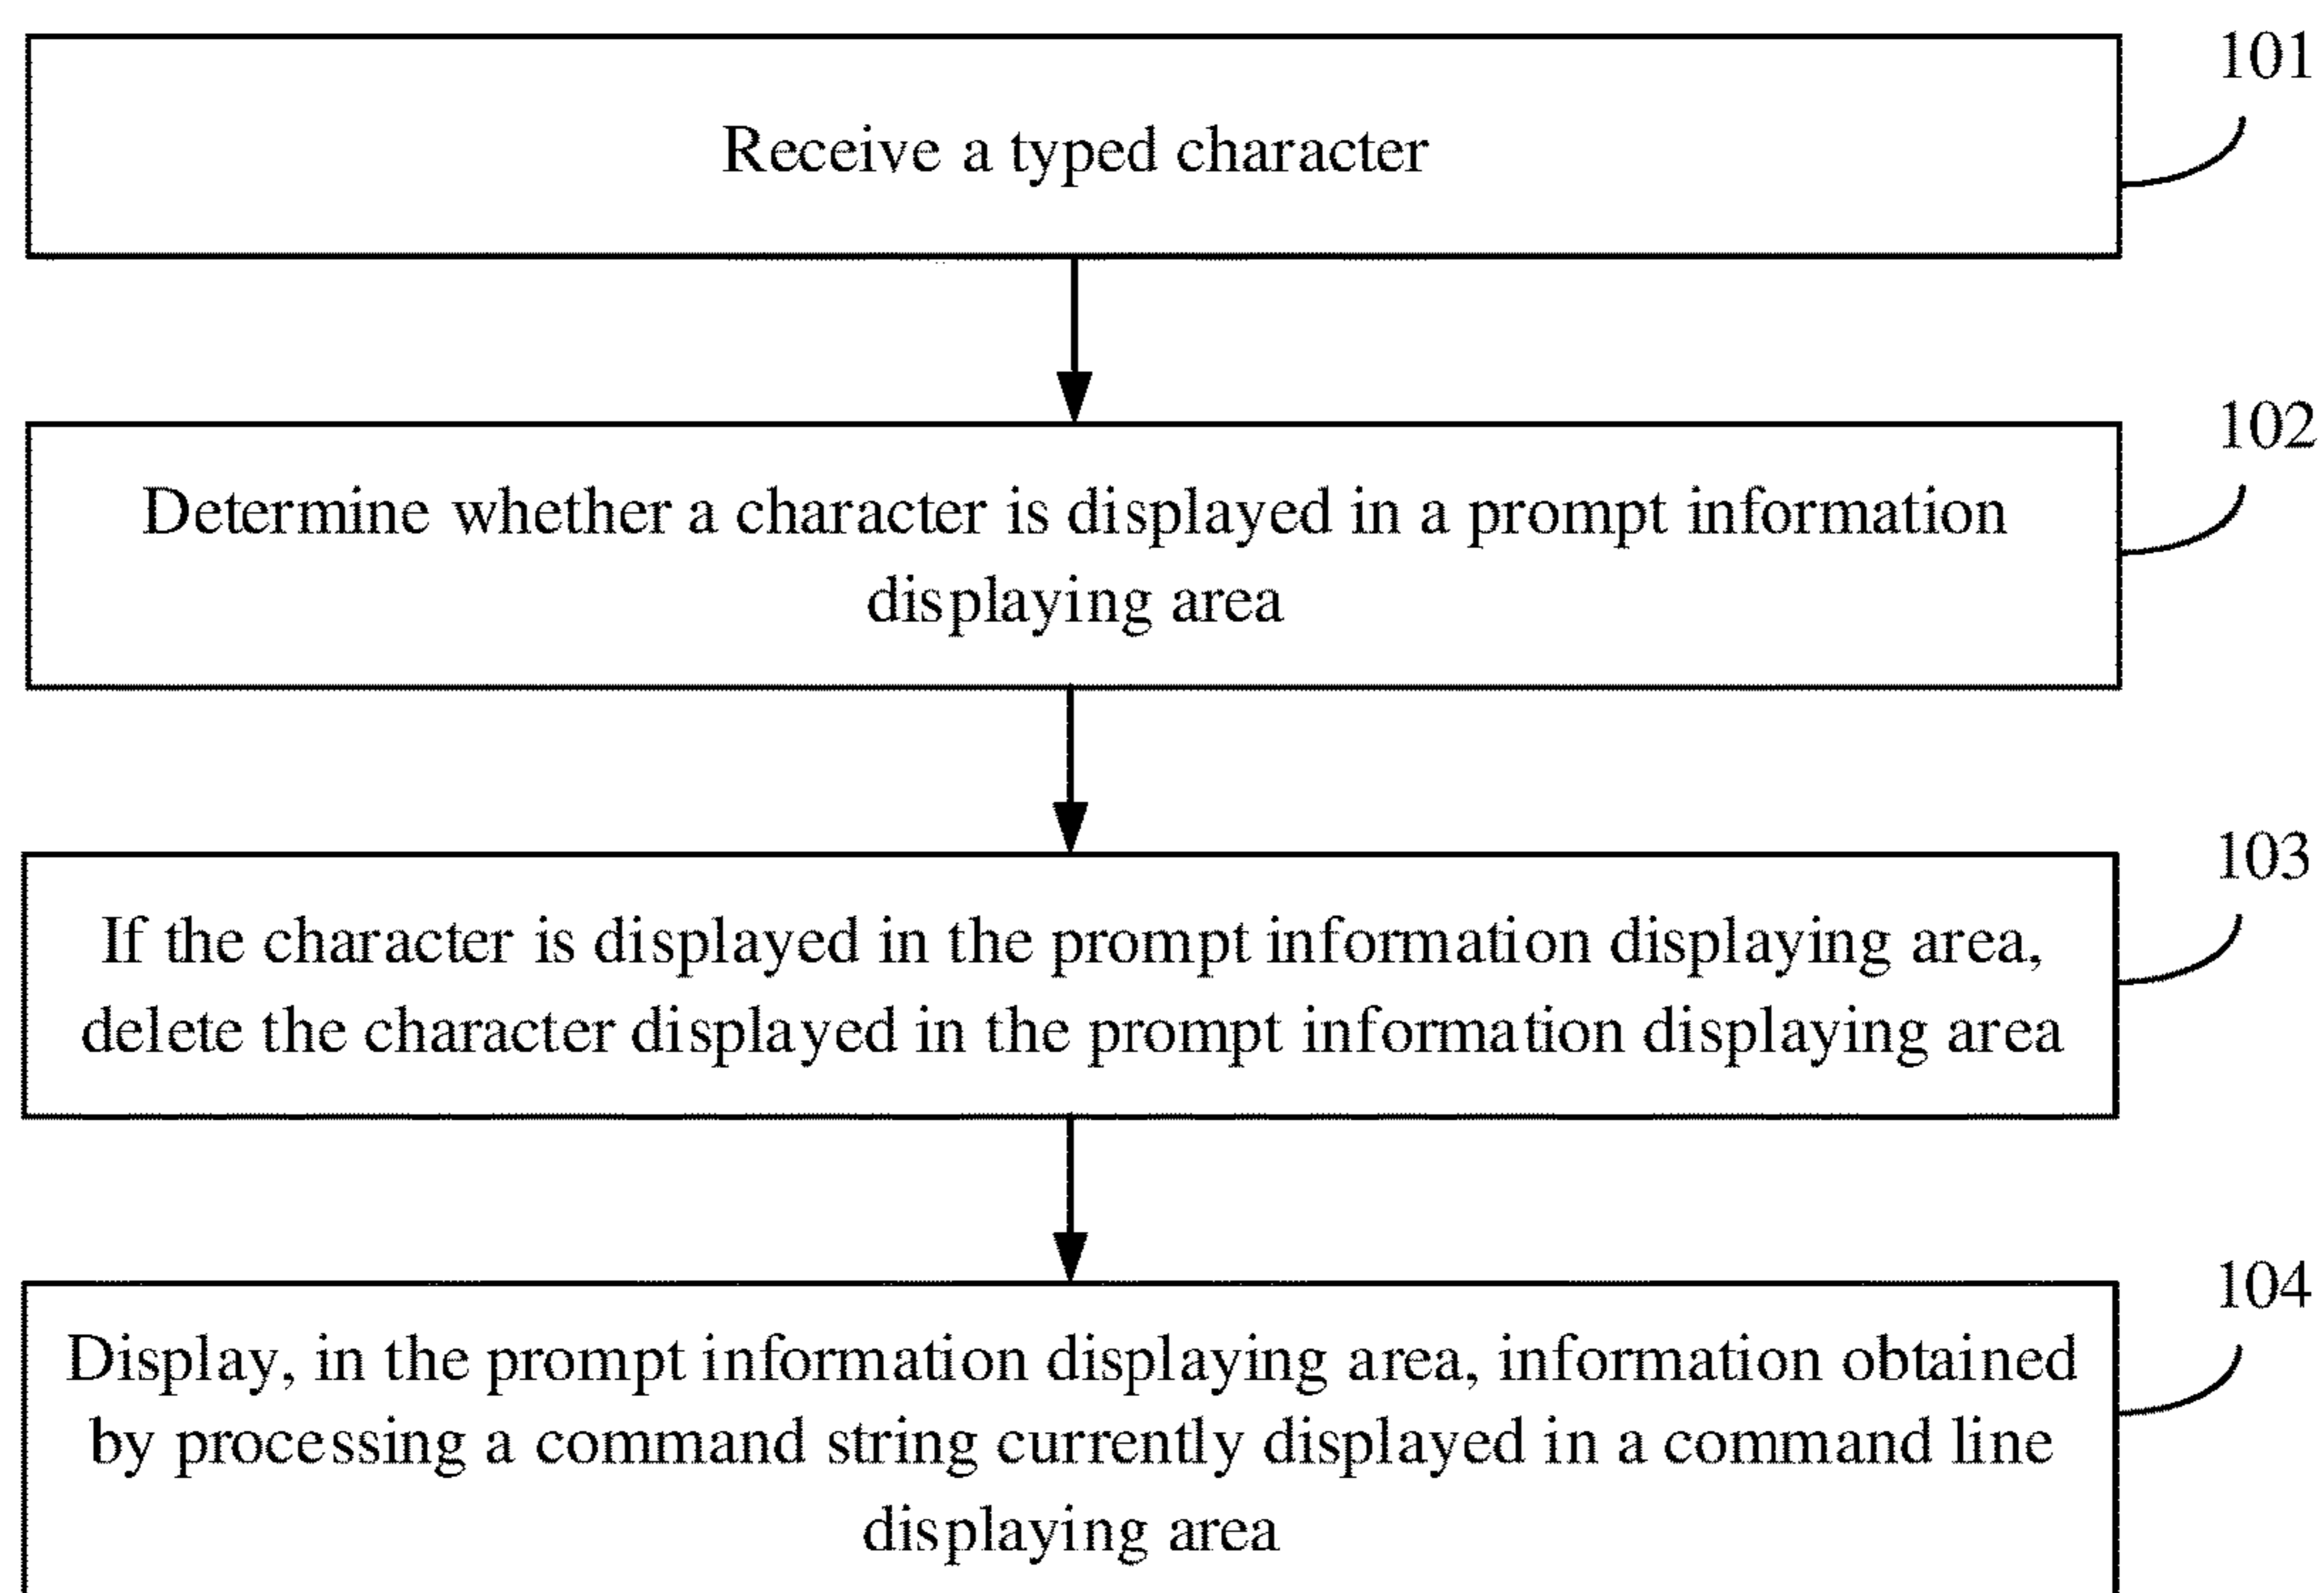 101
Receive a typed character
102
Determine whether a character is displayed in a prompt information
displaying area
103
If the character is displayed in the prompt information displaying area,
delete the character displayed in the prompt information displaying area
104
Display, in the prompt information displaying area, information obtained
by processing a command string currently displayed in a command line
displaying area